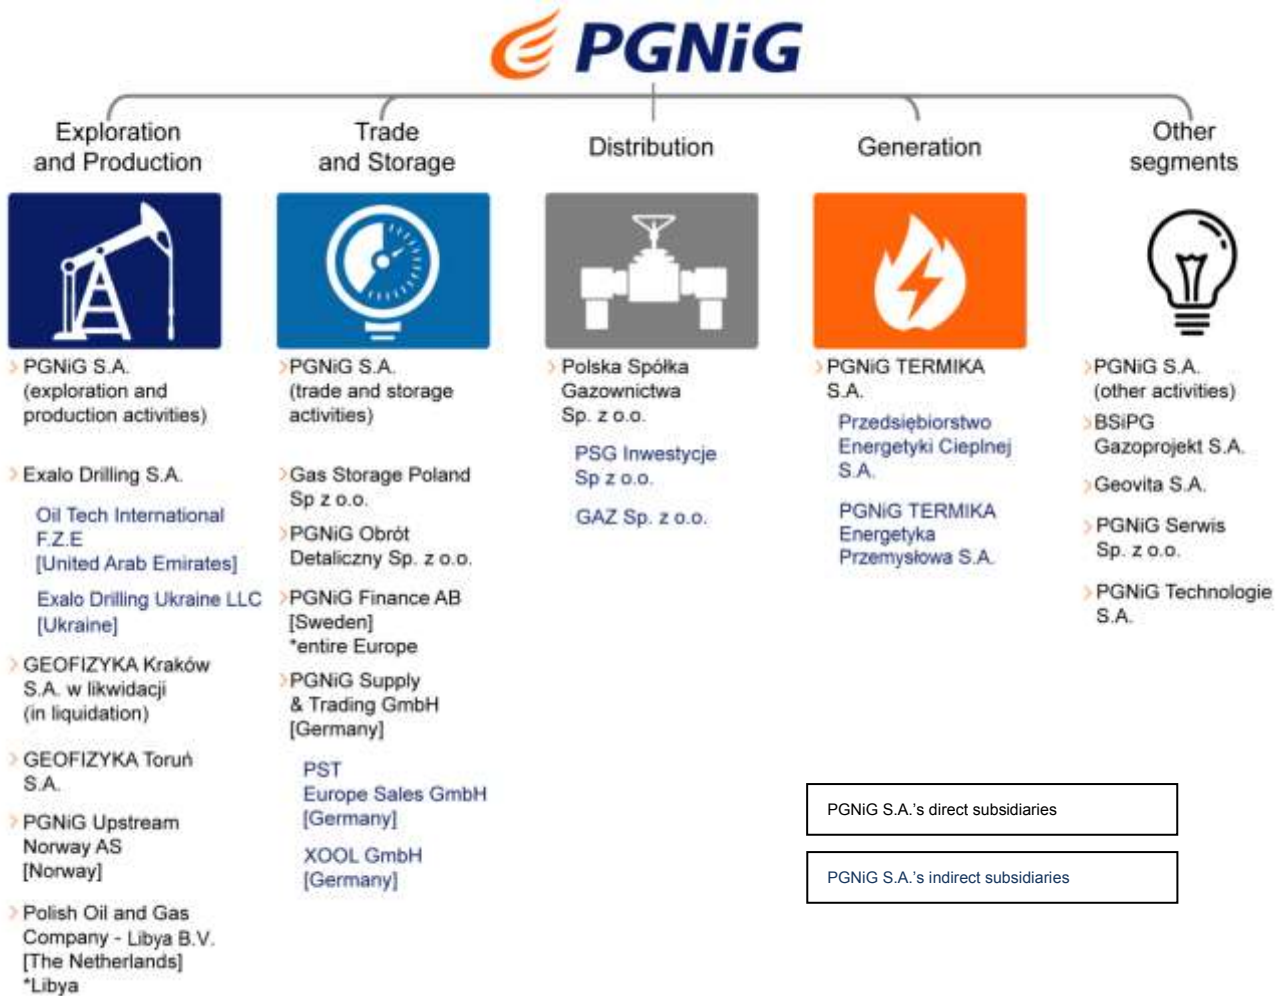 PGNiG
Exploration
and Production
PGNiG S.A.
(exploration and
production activities)
Exalo Drilling S.A.
Oil Tech International
F.Z.E
[United Arab Emirates]
Exalo Drilling Ukraine LLC
[Ukraine]
GEOFIZYKA Kraków
S.A. w likwidacji
(in liquidation)
GEOFIZYKA Toruń
S.A.
PGNiG Upstream
Norway AS
[Norway]
Polish Oil and Gas
Company - Libya B.V.
[The Netherlands]
*Libya
Trade
and Storage
PGNiG S.A.
(trade and storage
activities)
Gas Storage Poland
Sp z o.o.
PGNiG Obrót
Detaliczny Sp. z o.o.
PGNiG Finance AB
[Sweden]
*entire Europe
PGNiG Supply
& Trading GmbH
[Germany]
PST
Europe Sales GmbH
[Germany]
XOOL GmbH
[Germany]
Distribution
Polska Spółka
Gazownictwa
Sp. z o.o.
PSG Inwestycje
Sp z o.o.
GAZ Sp. z o.o.
Generation
PGNiG TERMIKA
S.A.
Przedsiębiorstwo
Energetyki Cieplnej
S.A.
PGNiG TERMIKA
Energetyka
Przemysłowa S.A.
Other
segments
PGNiG S.A.
(other activities)
BSiPG
Gazoprojekt S.A.
Geovita S.A.
PGNiG Serwis
Sp. z o.o.
PGNiG Technologie
S.A.
PGNiG S.A.'s direct subsidiaries
PGNiG S.A.'s indirect subsidiaries